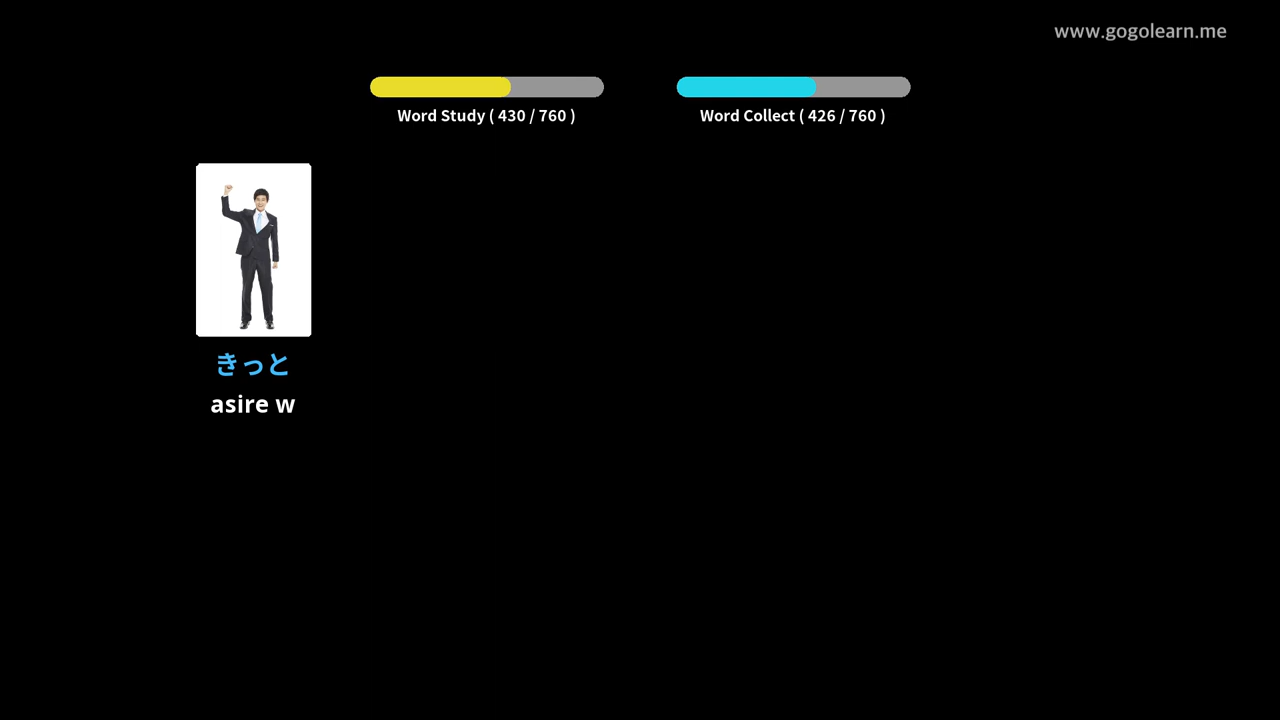 www.gogolearn.me
Word Study ( 430 / 760 )
Word Collect ( 426 / 760 )
きっと
asire w